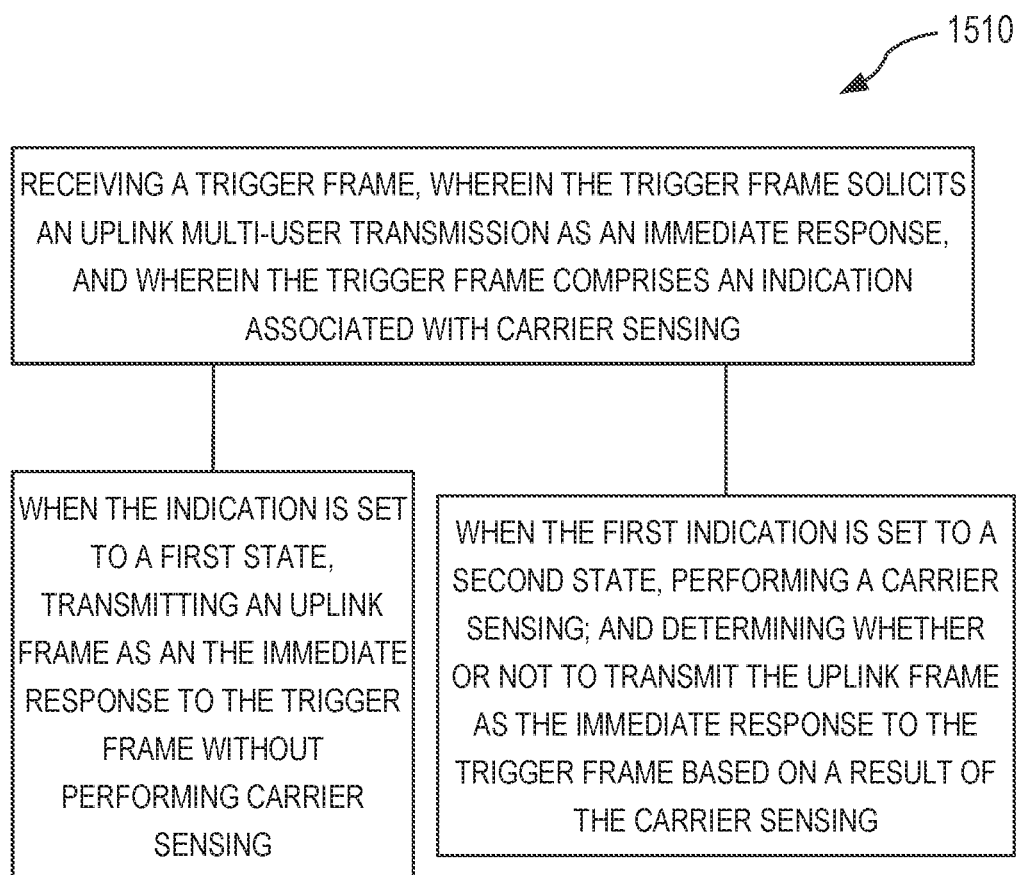 1510
RECEIVING A TRIGGER FRAME, WHEREIN THE TRIGGER FRAME SOLICITS
AN UPLINK MULTI-USER TRANSMISSION AS AN IMMEDIATE RESPONSE,
AND WHEREIN THE TRIGGER FRAME COMPRISES AN INDICATION
ASSOCIATED WITH CARRIER SENSING
WHEN THE INDICATION IS SET
TO A FIRST STATE,
TRANSMITTING AN UPLINK
FRAME AS AN THE IMMEDIATE
RESPONSE TO THE TRIGGER
FRAME WITHOUT
PERFORMING CARRIER
SENSING
WHEN THE FIRST INDICATION IS SET TO A
SECOND STATE, PERFORMING A CARRIER
SENSING; AND DETERMINING WHETHER
OR NOT TO TRANSMIT THE UPLINK FRAME
AS THE IMMEDIATE RESPONSE TO THE
TRIGGER FRAME BASED ON A RESULT OF
THE CARRIER SENSING